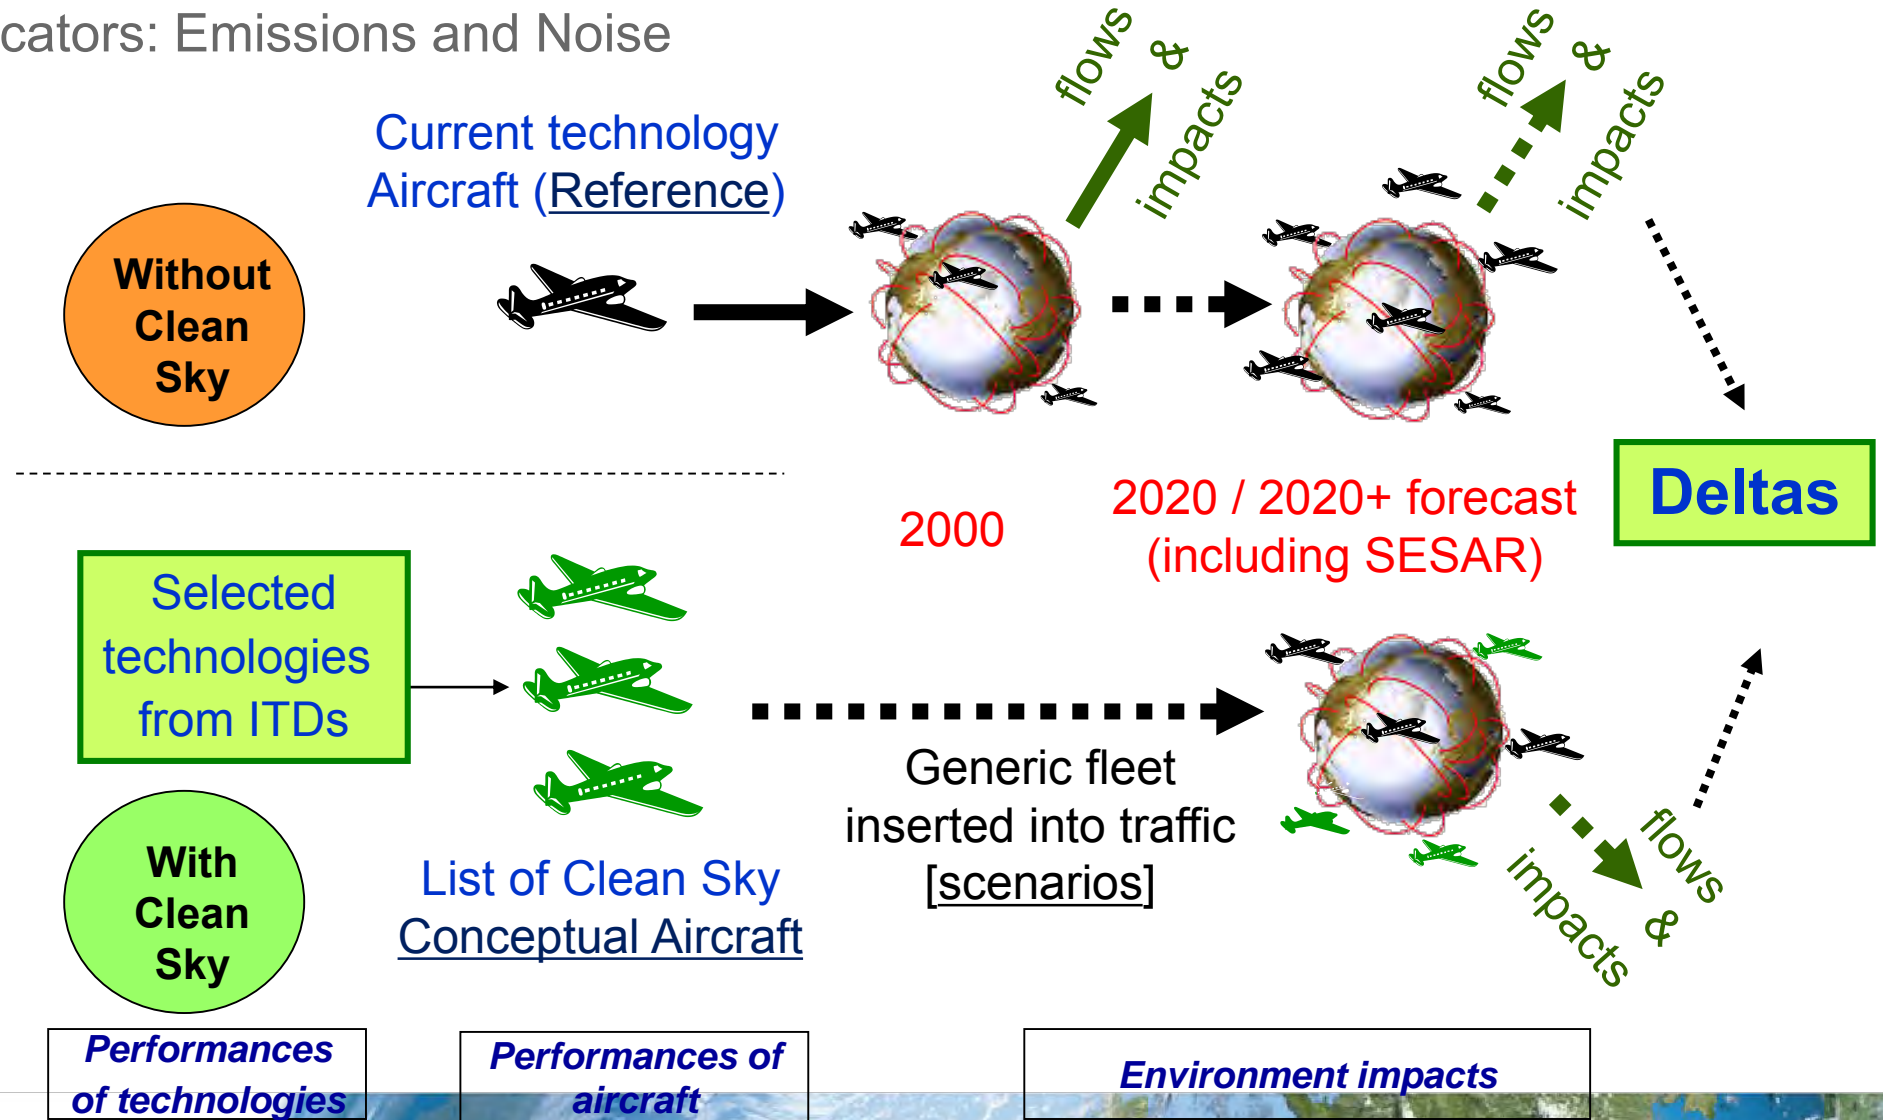 cators: Emissions and Noise
flows
&
impacts
flows
&
impacts
Current technology
Aircraft (Reference)
Without
Clean
Sky
2000
2020 / 2020+ forecast
(including SESAR)
Deltas
Selected
technologies
from ITDs
Generic fleet
inserted into traffic
[scenarios]
With
Clean
Sky
List of Clean Sky
Conceptual Aircraft
flows
&
impacts
Performances
of technologies
Performances of
aircraft
Environment impacts